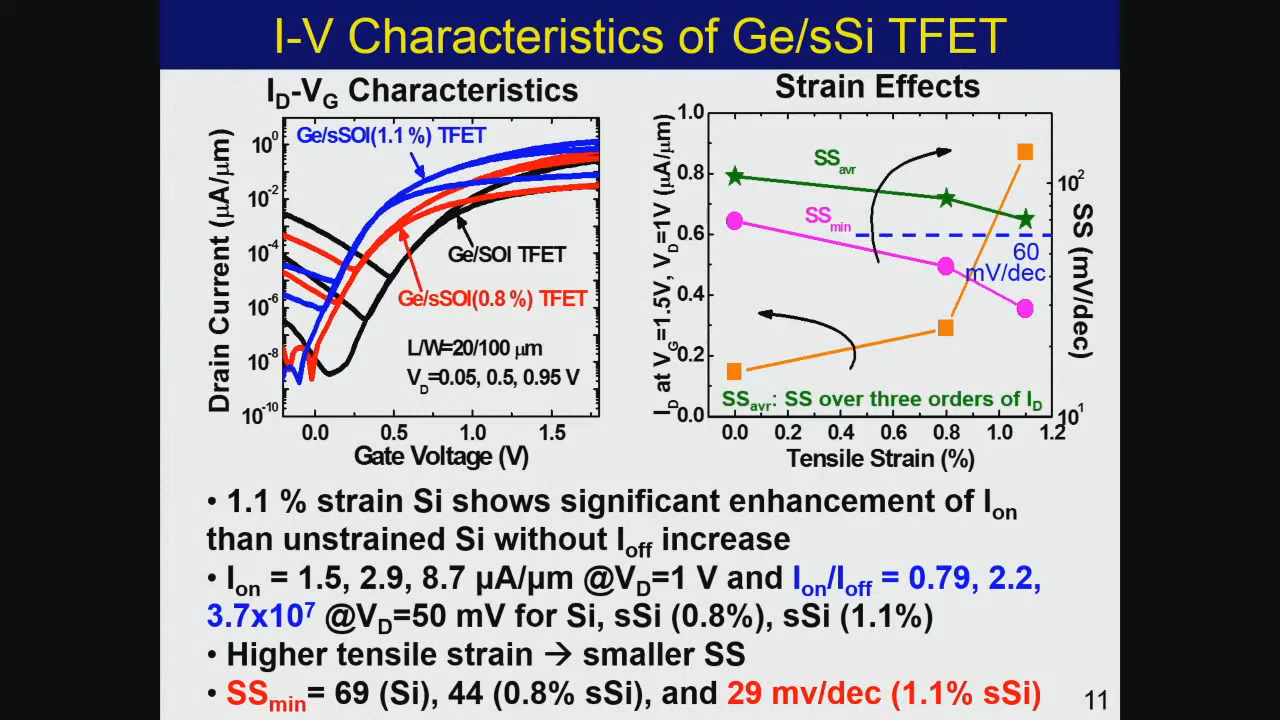 I-V Characteristics of Ge/sSi TFET
ID-VG Characteristics
Ge/sSOI(1.1 %) TFET
Ge/SOI TFET
Ge/sSOI(0.8 %) TFET
L/W=20/100 μm
VD=0.05, 0.5, 0.95 V
Drain Current (μA/μm)
10^0
10^-2
10^-4
10^-6
10^-8
10^-10
0.0 0.5 1.0 1.5
Gate Voltage (V)
Strain Effects
ID at VG=1.5V, VD=1V (μA/μm)
1.0
0.8
0.6
0.4
0.2
0.0
SSavr
SSmin
60
mV/dec
SSavr: SS over three orders of ID
10^2
10^1
SS (mV/dec)
0.0 0.2 0.4 0.6 0.8 1.0 1.2
Tensile Strain (%)
• 1.1 % strain Si shows significant enhancement of Ion
than unstrained Si without Ioff increase
• Ion = 1.5, 2.9, 8.7 μA/μm @VD=1 V and Ion/Ioff = 0.79, 2.2,
3.7x10^7 @VD=50 mV for Si, sSi (0.8%), sSi (1.1%)
• Higher tensile strain → smaller SS
• SSmin= 69 (Si), 44 (0.8% sSi), and 29 mv/dec (1.1% sSi)
11